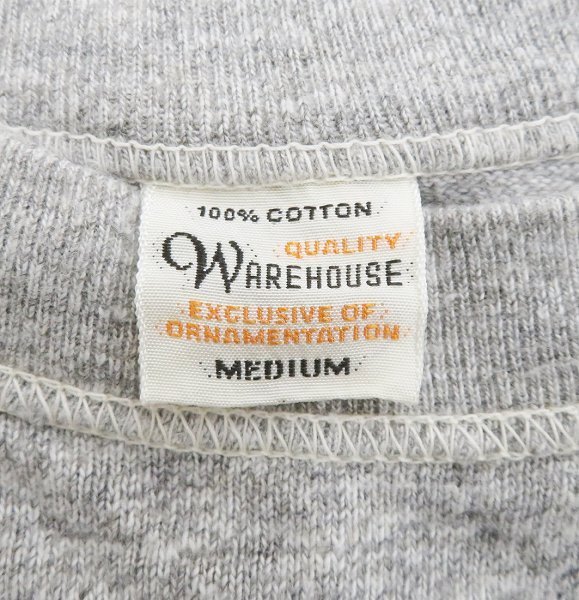 100% COTTON
QUALITY
WAREHOUSE
EXCLUSIVE OF
ORNAMENTATION
MEDIUM